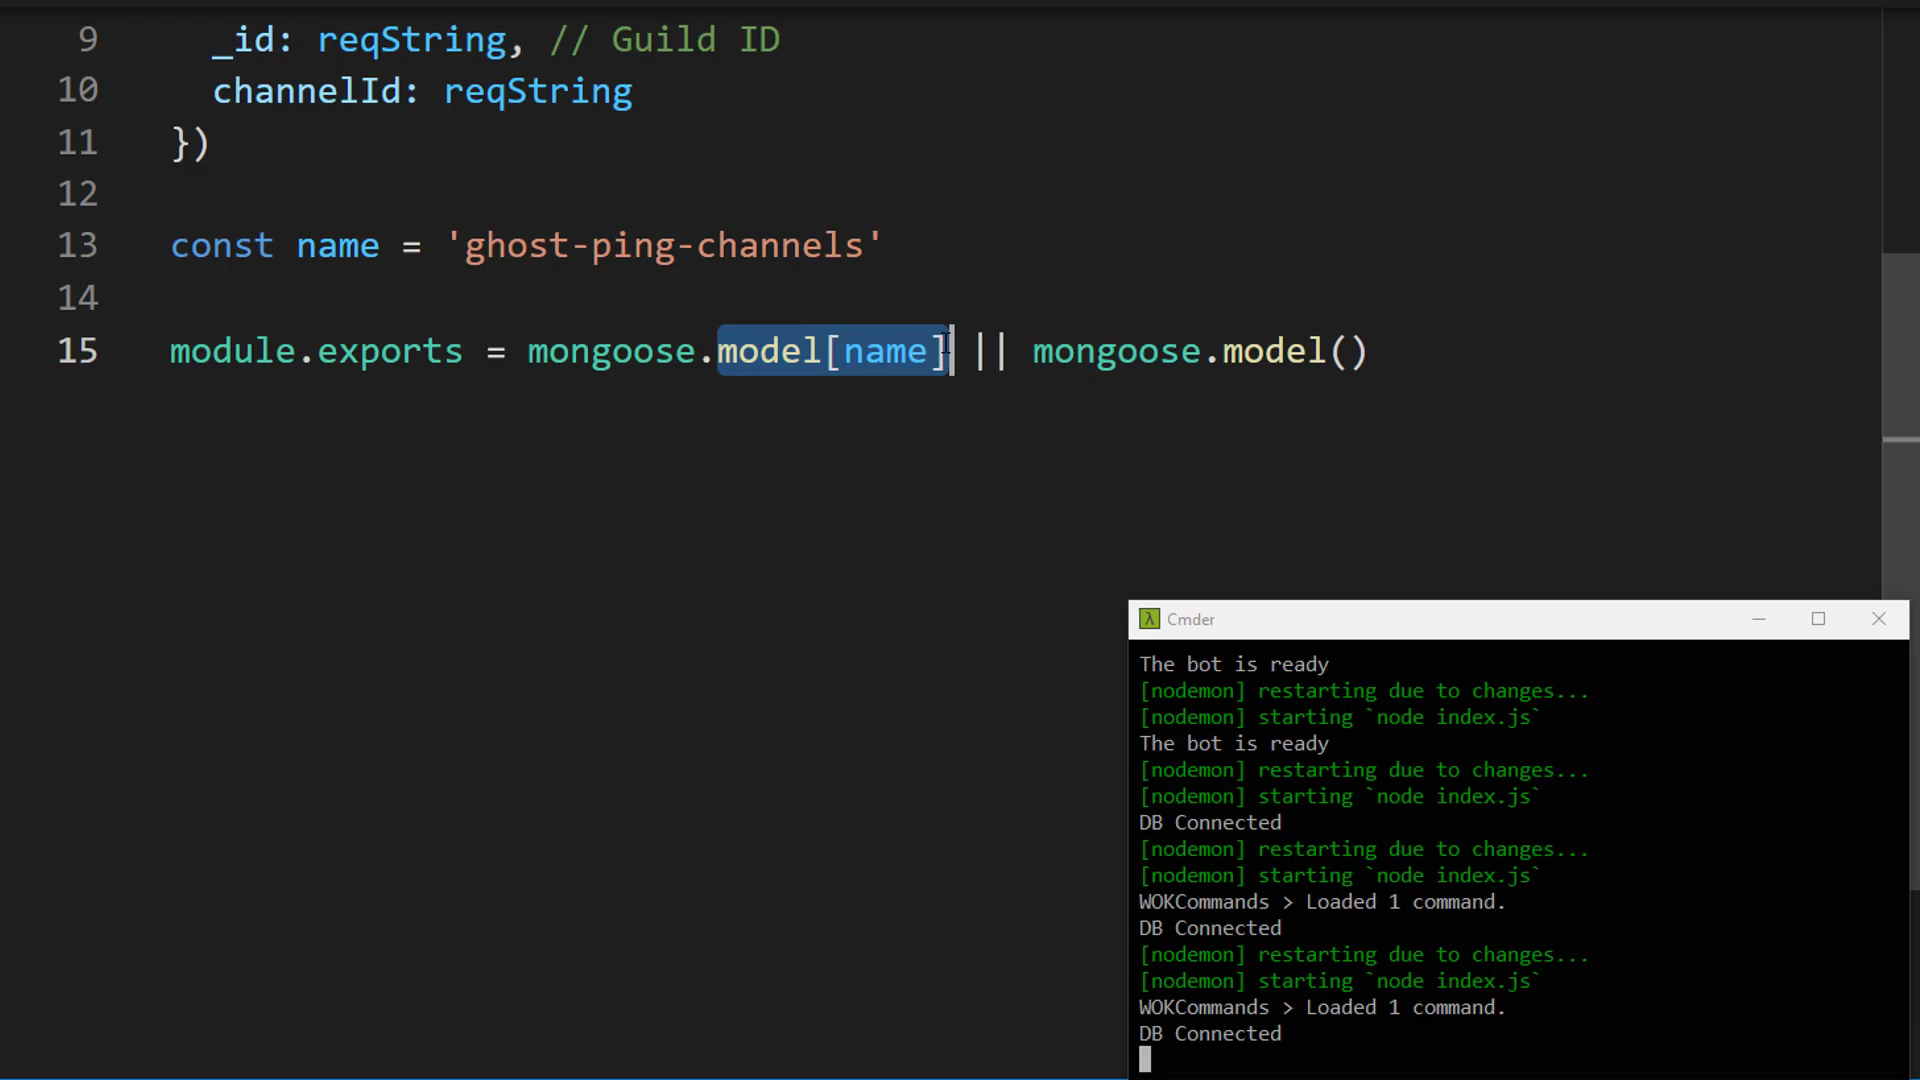 9 _id: reqString, // Guild ID
10 channelId: reqString
11 })
12
13 const name = 'ghost-ping-channels'
14
15 module.exports = mongoose.model[name] || mongoose.model()
λ Cmder
The bot is ready
[nodemon] restarting due to changes...
[nodemon] starting `node index.js`
The bot is ready
[nodemon] restarting due to changes...
[nodemon] starting `node index.js`
DB Connected
[nodemon] restarting due to changes...
[nodemon] starting `node index.js`
WOKCommands > Loaded 1 command.
DB Connected
[nodemon] restarting due to changes...
[nodemon] starting `node index.js`
WOKCommands > Loaded 1 command.
DB Connected